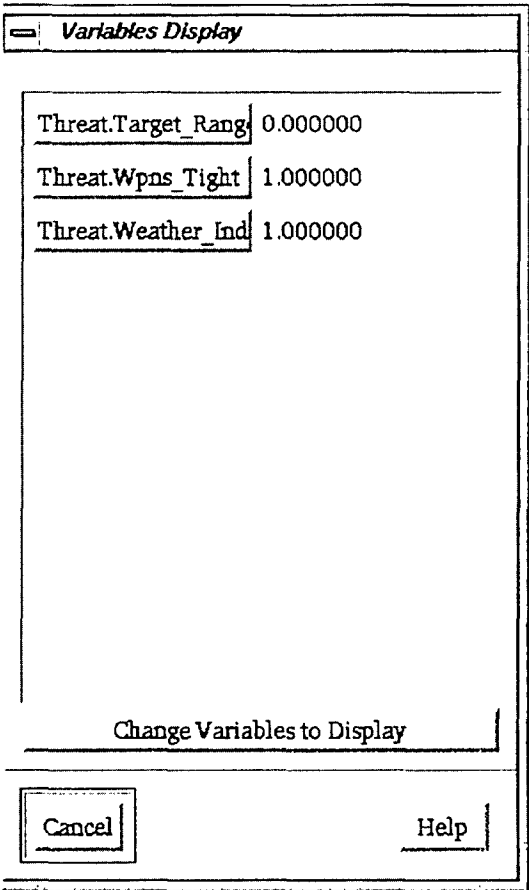 Variables Display
Threat.Target_Rang 0.000000
Threat.Wpns_Tight 1.000000
Threat.Weather_Ind 1.000000
Change Variables to Display
Cancel Help